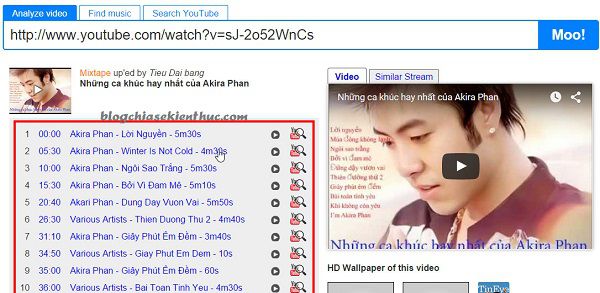 Analyze video Find music Search YouTube
http://www.youtube.com/watch?v=sJ-2o52WnCs Moo!
Mixtape up'ed by Tieu Dai bang
Những ca khúc hay nhất của Akira Phan
blogchiasekienthuc.com
1 00:00 Akira Phan - Lời Nguyền - 5m30s
2 05:30 Akira Phan - Winter Is Not Cold - 4m30s
3 10:00 Akira Phan - Ngôi Sao Trắng - 5m30s
4 15:30 Akira Phan - Bởi Vì Đam Mê - 5m10s
5 20:40 Akira Phan - Dung Day Vuon Vai - 5m50s
6 26:30 Various Artists - Thien Duong Thu 2 - 4m40s
7 31:10 Akira Phan - Giây Phút Êm Đềm - 3m40s
8 34:50 Various Artists - Giay Phut Em Dem - 10s
9 35:00 Akira Phan - Giây Phút Êm Đềm - 60s
10 36:00 Various Artists - Bai Toan Tinh Yeu - 4m30s
Video Similar Stream
Những ca khúc hay nhất của Akira Phan
Lời nguyền
Mùa đông không lạnh
Ngôi sao trắng
Bởi vì đam mê
Đứng dậy vươn vai
Thiên đường thứ 2
Giây phút êm đềm
Bài toán tình yêu
Khi không còn yêu
I'm Akira Phan
Những ca khúc hay nhất của Akira Phan
HD Wallpaper of this video
TinEye